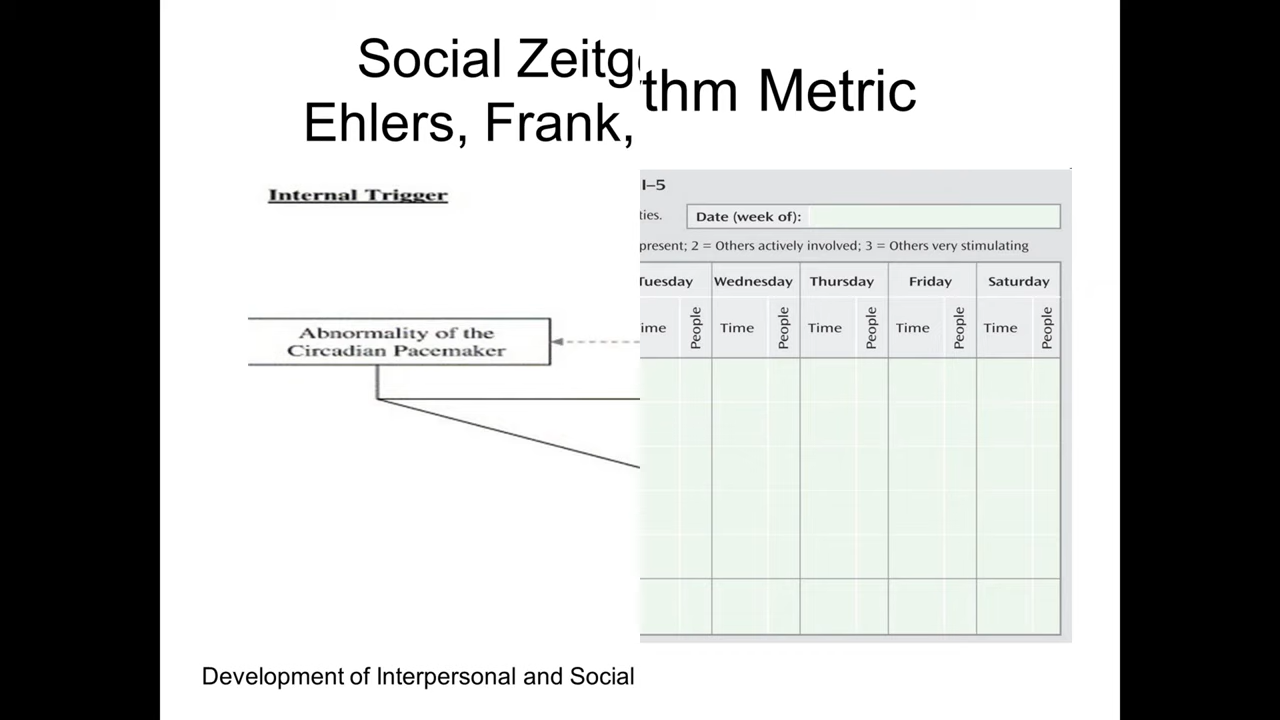 Social Zeitg
Ehlers, Frank,
thm Metric
Internal Trigger
Abnormality of the
Circadian Pacemaker
I–5
ties.
Date (week of):
present; 2 = Others actively involved; 3 = Others very stimulating
Tuesday Wednesday Thursday Friday Saturday
ime People Time People Time People Time People Time People
Development of Interpersonal and Social